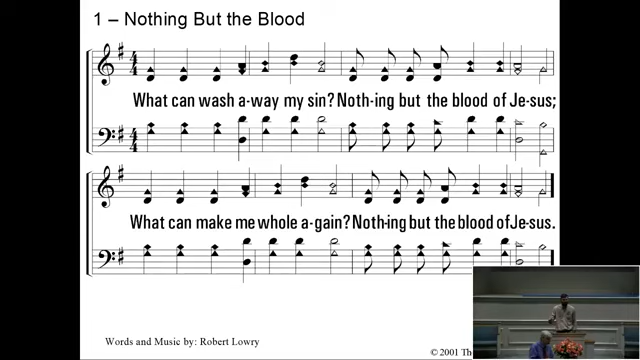 1 – Nothing But the Blood
What can wash a-way my sin? Noth-ing but the blood of Je-sus;
What can make me whole a-gain? Noth-ing but the blood of Je-sus.
Words and Music by: Robert Lowry
© 2001 Th